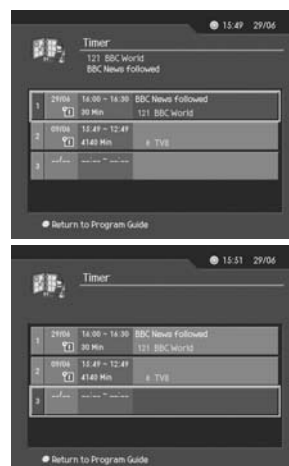 15:49 29/06
Timer
121 BBC World
BBC News followed
1 29/06 16:00 ~ 16:30 BBC News followed
30 Min 121 BBC World
2 09/06 15:49 ~ 12:49
4140 Min 8 TV8
3 --/-- --:-- ~ --:--
Return to Program Guide
15:51 29/06
Timer
1 29/06 16:00 ~ 16:30 BBC News followed
30 Min 121 BBC World
2 09/06 15:49 ~ 12:49
4140 Min 8 TV8
3 --/-- --:-- ~ --:--
Return to Program Guide